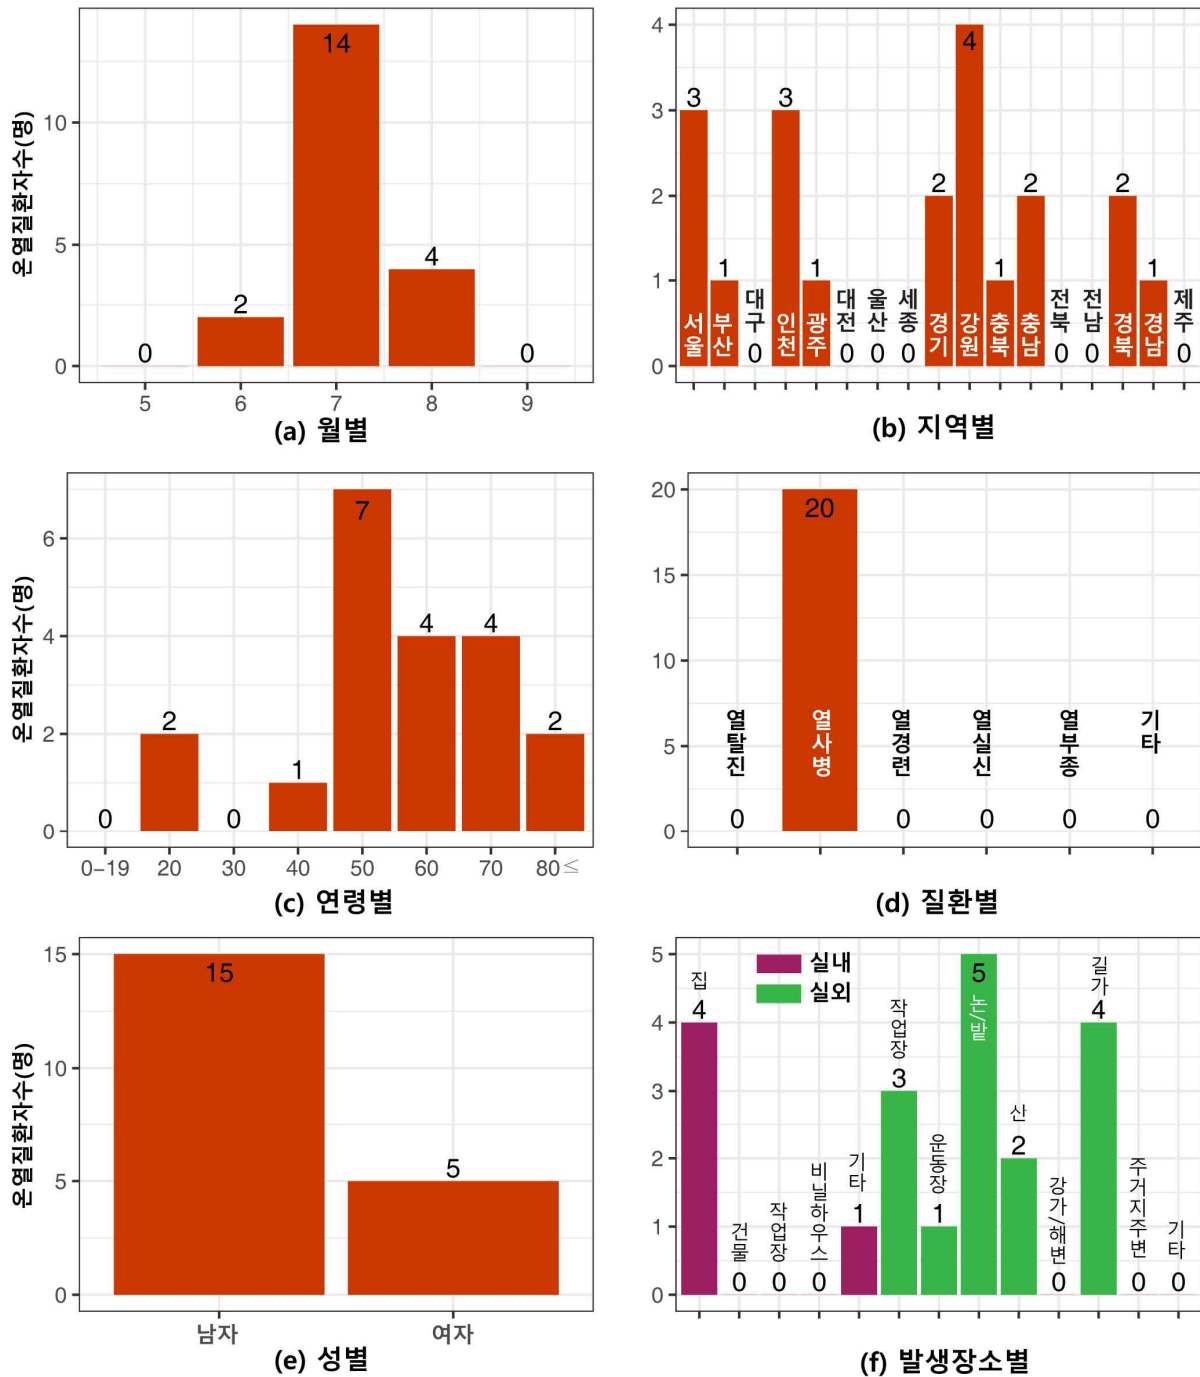 온열질환자수(명)
10
5
0
0
2
14
4
0
5 6 7 8 9
(a) 월별
4
3
2
1
0
3 1 0 3 1 0 0 0 2 4 1 2 0 0 2 1 0
서울 부산 대구 인천 광주 대전 울산 세종 경기 강원 충북 충남 전북 전남 경북 경남 제주
(b) 지역별
온열질환자수(명)
6
4
2
0
0 2 0 1 7 4 4 2
0-19 20 30 40 50 60 70 80≤
(c) 연령별
20
15
10
5
0
열탈진 열사병 열경련 열실신 열부종 기타
0 20 0 0 0 0
(d) 질환별
온열질환자수(명)
15
10
5
0
15 5
남자 여자
(e) 성별
5
4
3
2
1
0
실내
실외
집 건물 작업장 비닐하우스 기타 작업장 운동장 논/밭 산 강가/해변 길가 주거지주변 기타
4 0 0 0 1 3 1 5 2 0 4 0 0
(f) 발생장소별